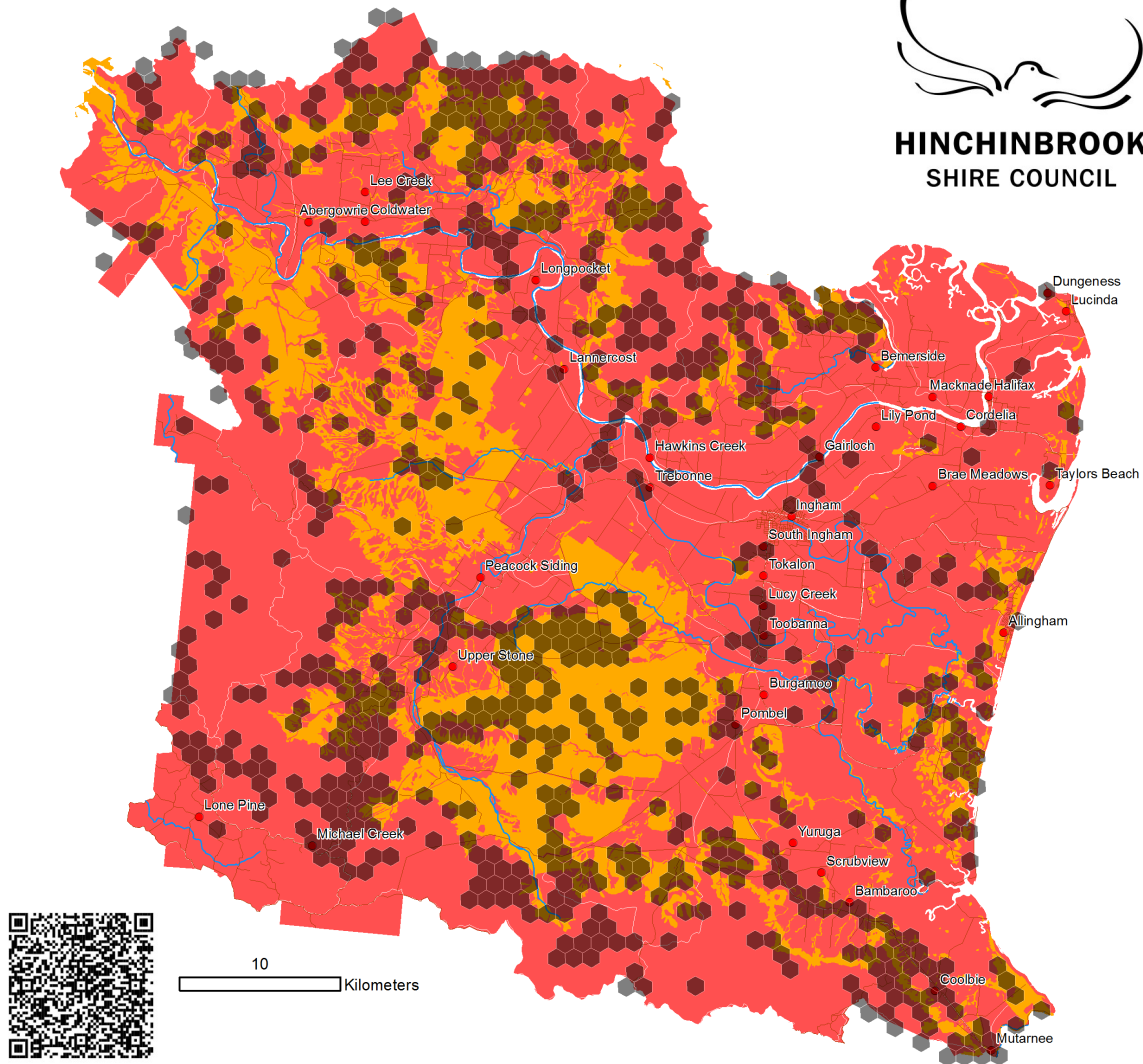 HINCHINBROOK
SHIRE COUNCIL
Lee Creek
Abergowrie Coldwater
Longpocket
Dungeness
Lucinda
Lannercost
Bemerside
Macknade Halifax
Lily Pond
Cordelia
Hawkins Creek
Gairloch
Trebonne
Brae Meadows
Taylors Beach
Ingham
South Ingham
Peacock Siding
Tokalon
Lucy Creek
Toobanna
Allingham
Upper Stone
Burgamoo
Pombel
Lone Pine
Michael Creek
Yuruga
Scrubview
Bambaroo
10
Kilometers
Coolbie
Mutarnee